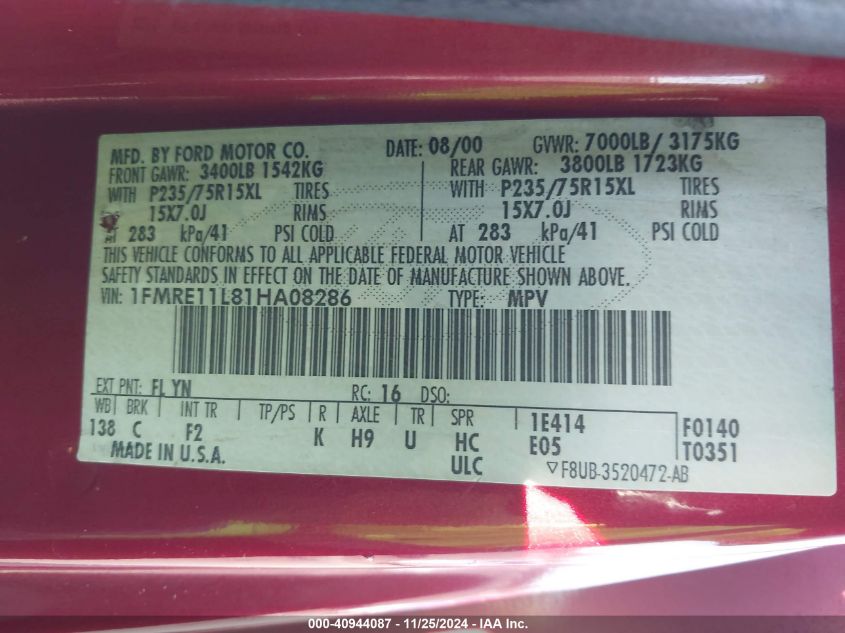 MFD. BY FORD MOTOR CO. DATE: 08/00 GVWR: 7000LB/ 3175KG
FRONT GAWR: 3400LB 1542KG REAR GAWR: 3800LB 1723KG
WITH P235/75R15XL TIRES WITH P235/75R15XL TIRES
15X7.0J RIMS 15X7.0J RIMS
AT 283 kPa/41 PSI COLD AT 283 kPa/41 PSI COLD
THIS VEHICLE CONFORMS TO ALL APPLICABLE FEDERAL MOTOR VEHICLE
SAFETY STANDARDS IN EFFECT ON THE DATE OF MANUFACTURE SHOWN ABOVE.
VIN: 1FMRE11L81HA08286 TYPE: MPV
EXT PNT: FL YN RC: 16 DSO:
WB BRK INT TR TP/PS R AXLE TR SPR 1E414 F0140
138 C F2 K H9 U HC E05 T0351
MADE IN U.S.A. ULC F8UB-3520472-AB
000-40944087 - 11/25/2024 - IAA Inc.